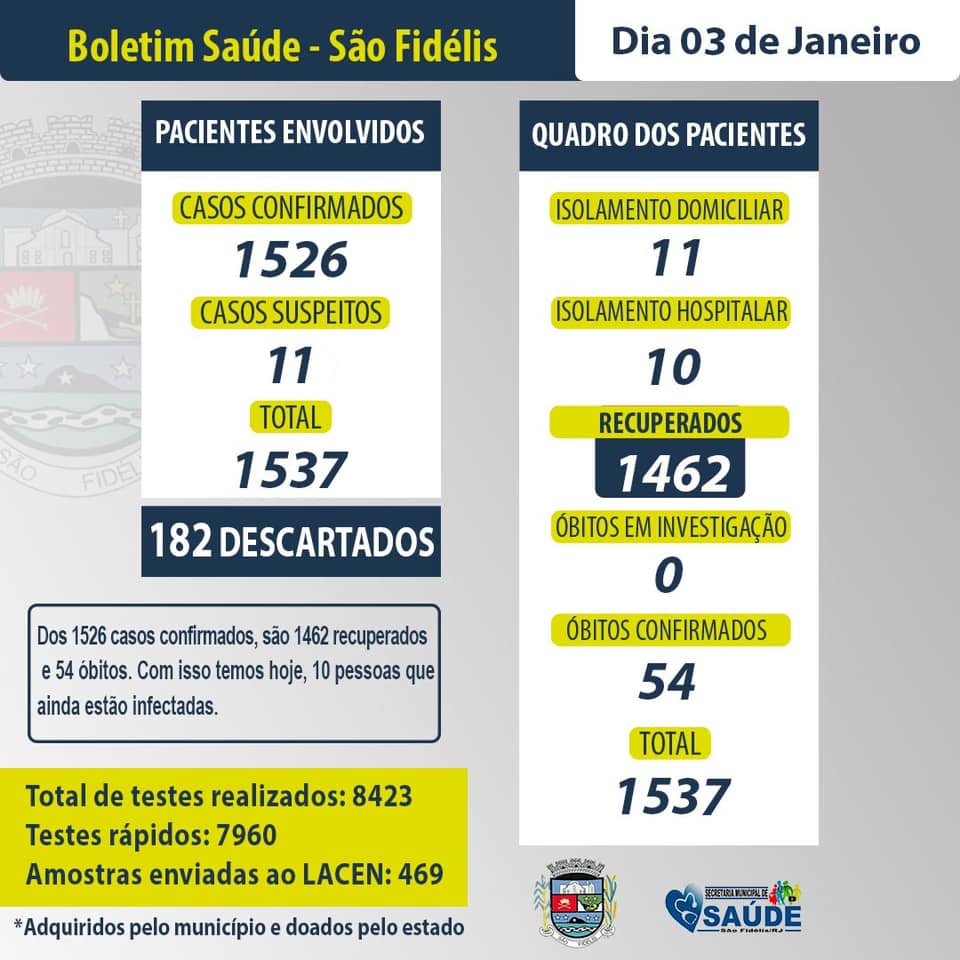 Boletim Saúde - São Fidélis
Dia 03 de Janeiro
PACIENTES ENVOLVIDOS
CASOS CONFIRMADOS
1526
CASOS SUSPEITOS
11
TOTAL
1537
182 DESCARTADOS
Dos 1526 casos confirmados, são 1462 recuperados
e 54 óbitos. Com isso temos hoje, 10 pessoas que
ainda estão infectadas.
Total de testes realizados: 8423
Testes rápidos: 7960
Amostras enviadas ao LACEN: 469
*Adquiridos pelo município e doados pelo estado
QUADRO DOS PACIENTES
ISOLAMENTO DOMICILIAR
11
ISOLAMENTO HOSPITALAR
10
RECUPERADOS
1462
ÓBITOS EM INVESTIGAÇÃO
0
ÓBITOS CONFIRMADOS
54
TOTAL
1537
SÃO FIDÉLIS
SECRETARIA MUNICIPAL DE
SAÚDE
São Fidélis/RJ
SÃO FIDÉL